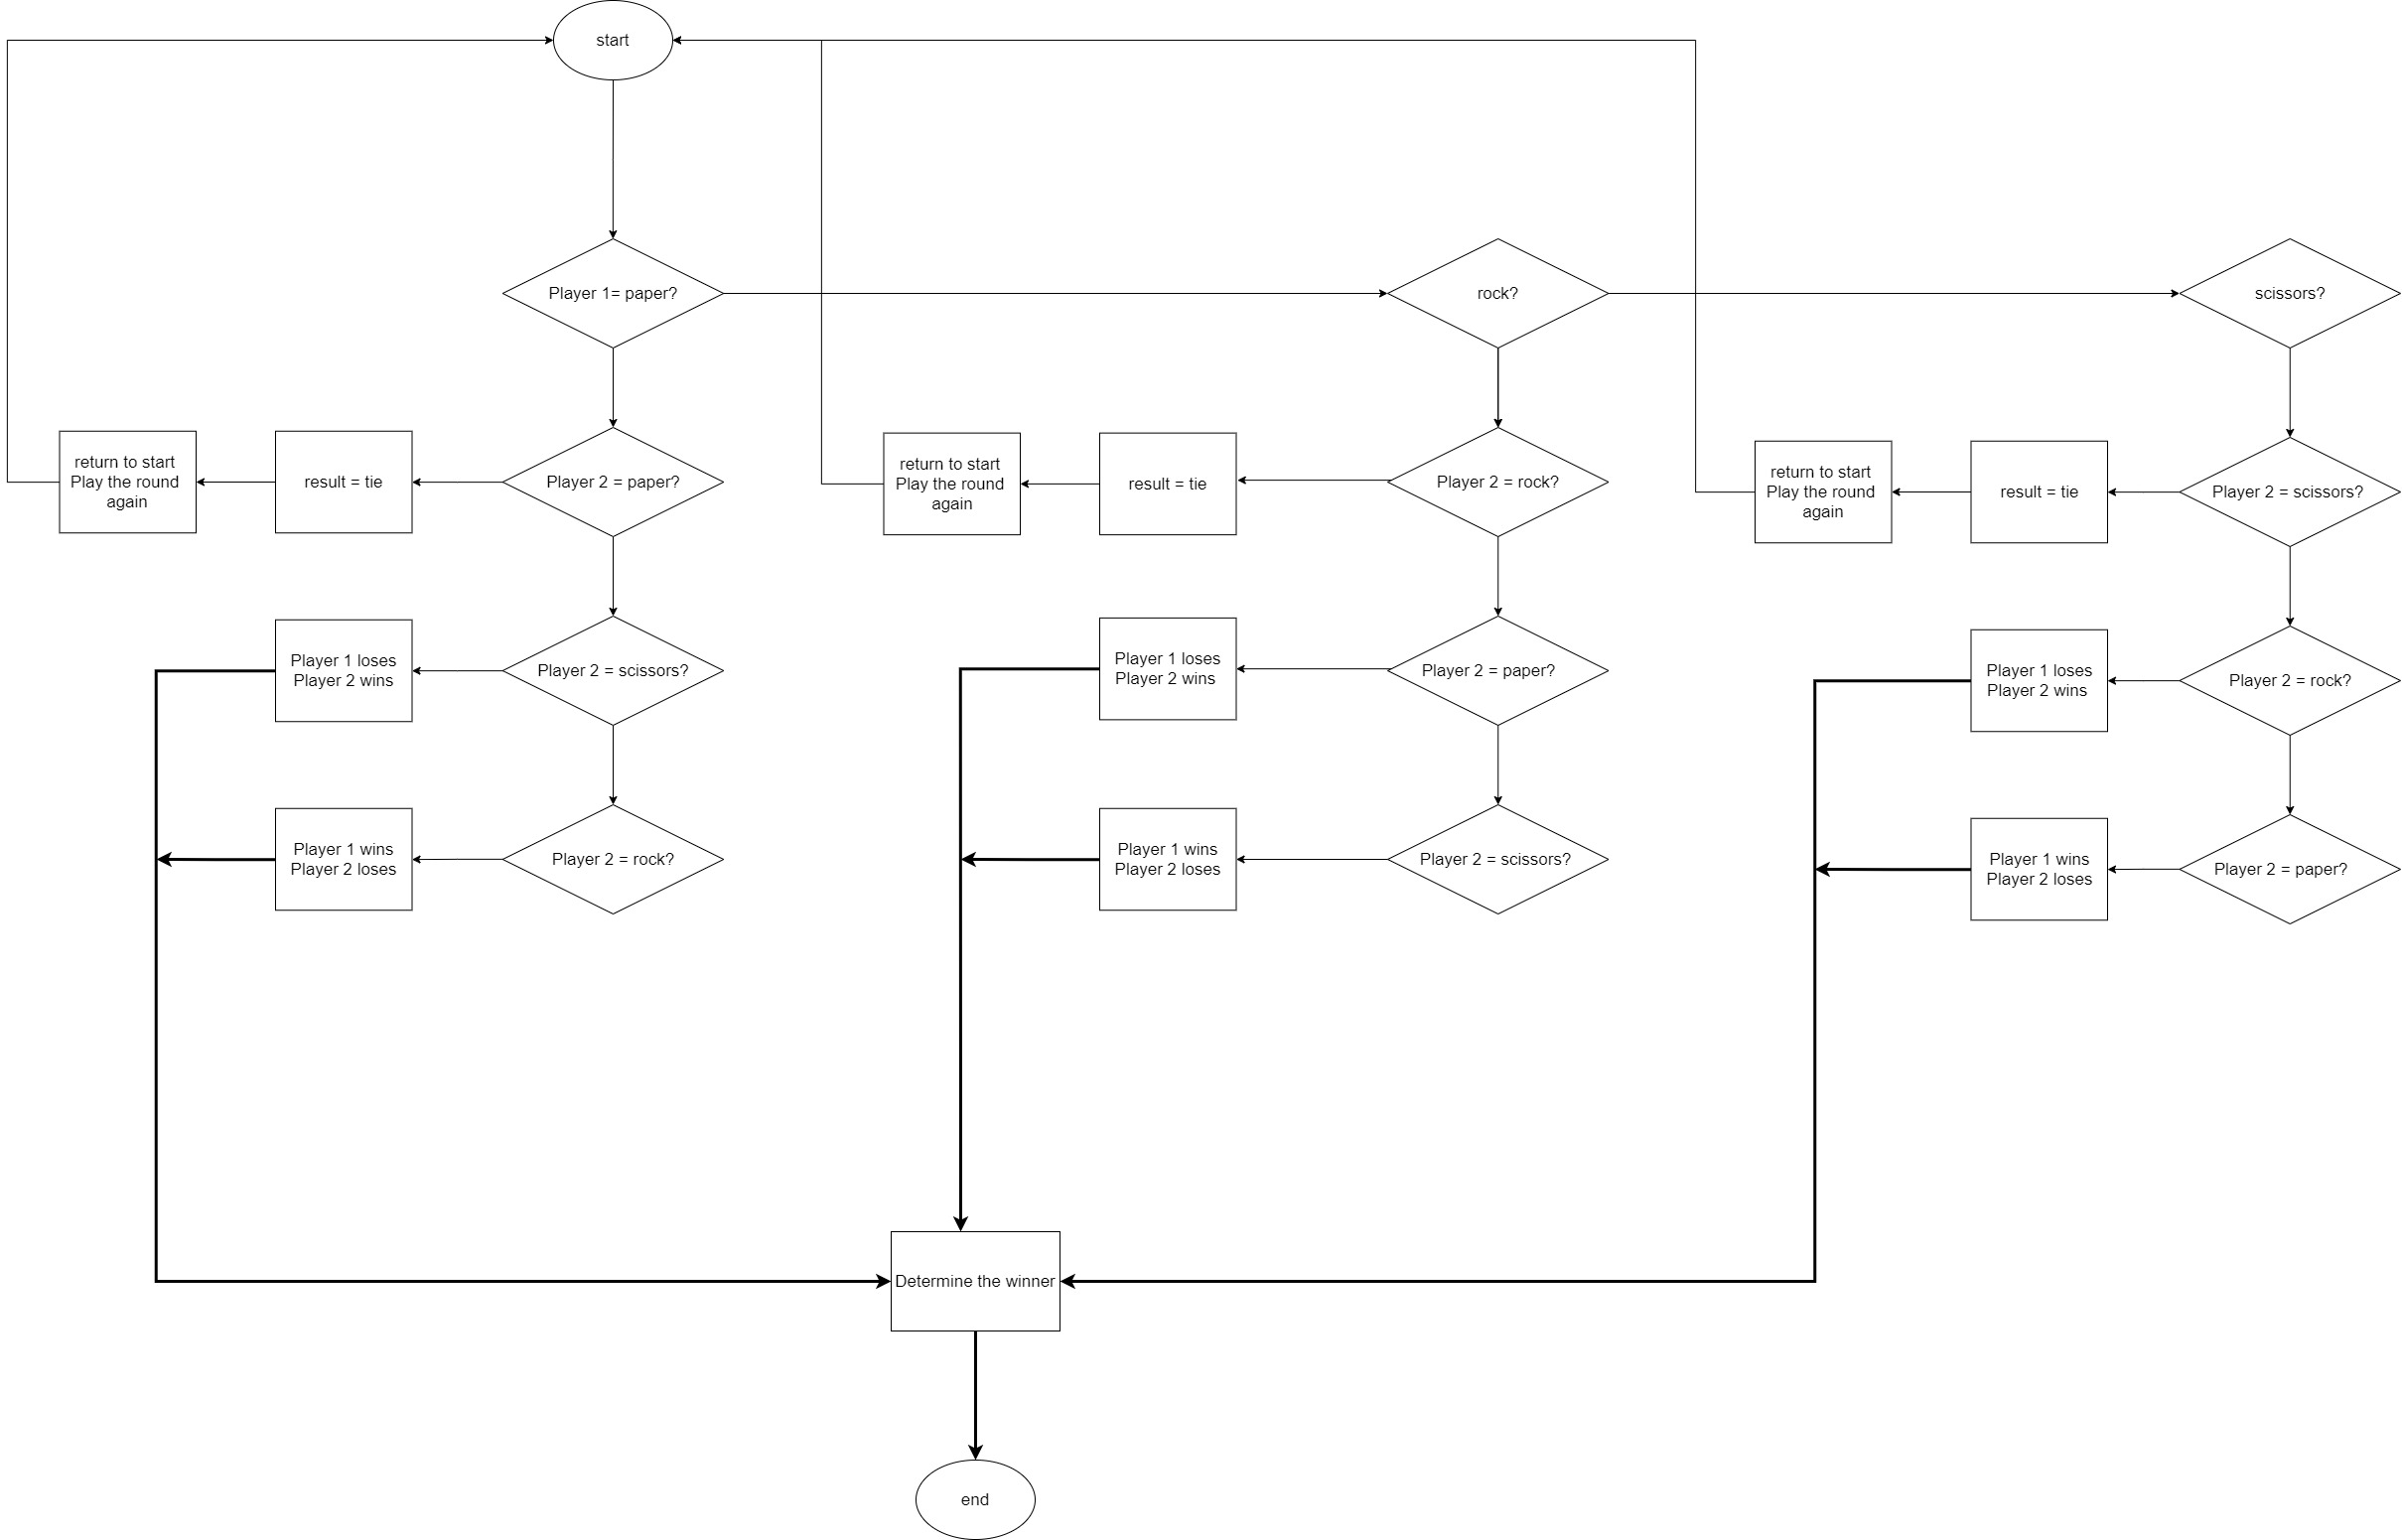 start
Player 1= paper?
rock?
scissors?
return to start
Play the round
again
result = tie
Player 2 = paper?
return to start
Play the round
again
result = tie
Player 2 = rock?
return to start
Play the round
again
result = tie
Player 2 = scissors?
Player 1 loses
Player 2 wins
Player 2 = scissors?
Player 1 loses
Player 2 wins
Player 2 = paper?
Player 1 loses
Player 2 wins
Player 2 = rock?
Player 1 wins
Player 2 loses
Player 2 = rock?
Player 1 wins
Player 2 loses
Player 2 = scissors?
Player 1 wins
Player 2 loses
Player 2 = paper?
Determine the winner
end